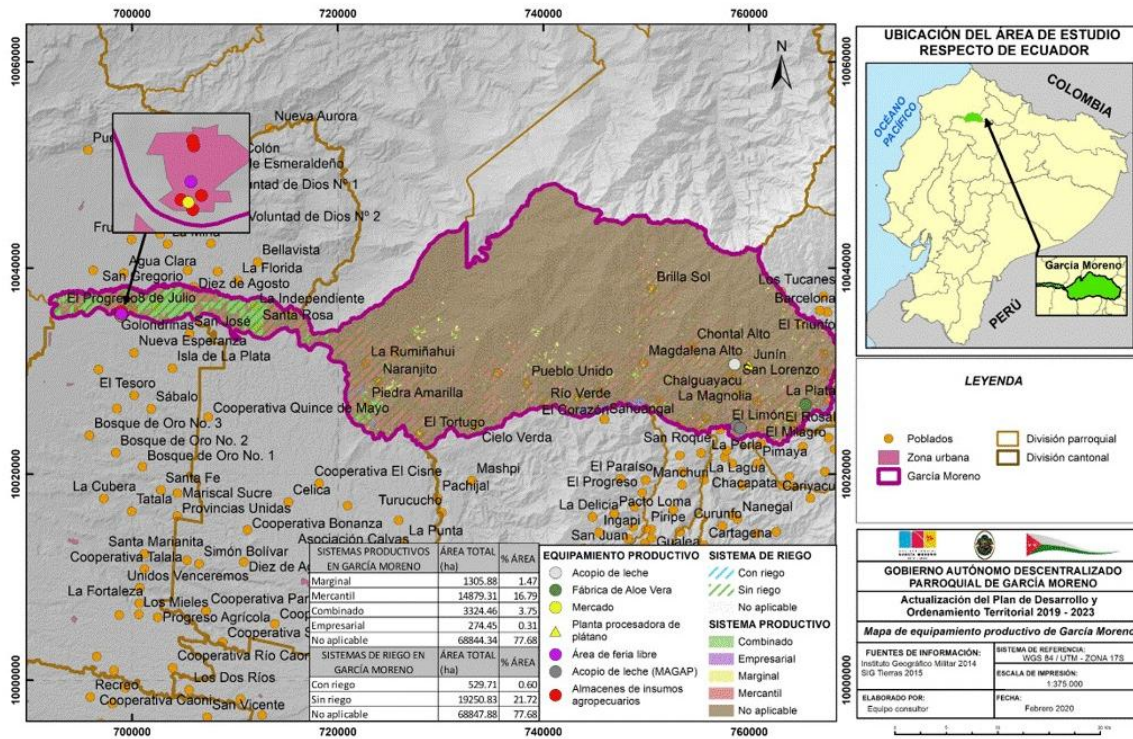 700000 720000 740000 760000
10060000
10040000
10020000
10000000
N
Nueva Aurora
Colón
e Esmeraldeño
untad de Dios Nº 1
Voluntad de Dios Nº 2
La Mina
Bellavista
Agua Clara
La Florida
San Gregorio
Diez de Agosto
El Progreso
8 de Julio
La Independiente
Golondrinas
San José
Santa Rosa
Nueva Esperanza
Isla de La Plata
El Tesoro
Sábalo
Cooperativa Quince de Mayo
Bosque de Oro No. 3
Bosque de Oro No. 2
Bosque de Oro No. 1
Santa Fe
La Cubera
Tatala
Mariscal Sucre
Provincias Unidas
Celica
Cooperativa El Cisne
Turucucho
Pachijal
Mashpi
Cooperativa Bonanza
La Punta
Asociación Calvas
Santa Marianita
Cooperativa Talala
Simón Bolívar
Unidos Venceremos
La Fortaleza
Los Mieles
Progreso Agrícola
Cooperativa Río Caon
Recreo
Los Dos Ríos
Cooperativa Caonis
San Vicente
Brilla Sol
Los Tucanes
Barcelona
El Triunfo
Chontal Alto
Magdalena Alto
Junín
San Lorenzo
La Rumiñahui
Naranjito
Pueblo Unido
Chalguayacu
La Plata
Piedra Amarilla
Río Verde
La Magnolia
El Corazón
Sahuangal
El Limón
El Rosal
El Tortugo
El Milagro
Cielo Verda
San Roque
La Perla
Pimaya
El Paraíso
La Lagua
El Progreso
Manchuri
Chacapata
Cariyacu
La Delicia
Pacto Loma
Nanegal
Ingapi
Piripe
Curunfo
San Juan
Gualea
Cartagena
SISTEMAS PRODUCTIVOS EN GARCÍA MORENO ÁREA TOTAL (ha) % ÁREA
Marginal 1305.88 1.47
Mercantil 14879.31 16.79
Combinado 3324.46 3.75
Empresarial 274.45 0.31
No aplicable 68844.34 77.68
SISTEMAS DE RIEGO EN GARCÍA MORENO ÁREA TOTAL (ha) % ÁREA
Con riego 529.71 0.60
Sin riego 19250.83 21.72
No aplicable 68847.88 77.68
EQUIPAMIENTO PRODUCTIVO
Acopio de leche
Fábrica de Aloe Vera
Mercado
Planta procesadora de
plátano
Área de feria libre
Acopio de leche (MAGAP)
Almacenes de insumos
agropecuarios
SISTEMA DE RIEGO
Con riego
Sin riego
No aplicable
SISTEMA PRODUCTIVO
Combinado
Empresarial
Marginal
Mercantil
No aplicable
UBICACIÓN DEL ÁREA DE ESTUDIO
RESPECTO DE ECUADOR
COLOMBIA
OCÉANO
PACÍFICO
PERÚ
García Moreno
LEYENDA
Poblados
Zona urbana
García Moreno
División parroquial
División cantonal
GOBIERNO AUTÓNOMO DESCENTRALIZADO
PARROQUIAL DE GARCÍA MORENO
Actualización del Plan de Desarrollo y
Ordenamiento Territorial 2019 - 2023
Mapa de equipamiento productivo de García Moreno
FUENTES DE INFORMACIÓN:
Instituto Geográfico Militar 2014
SIG Tierras 2015
SISTEMA DE REFERENCIA:
WGS 84 / UTM - ZONA 17S
ESCALA DE IMPRESIÓN:
1:375 000
ELABORADO POR:
Equipo consultor
FECHA:
Febrero 2020